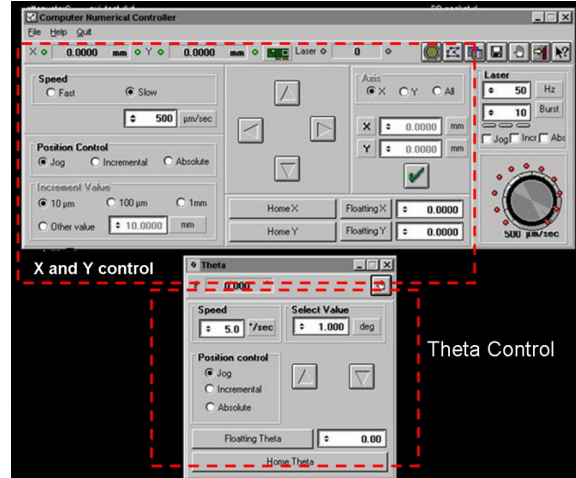 Computer Numerical Controller
File Help Quit
X 0.0000 mm Y 0.0000 mm Laser 0
Speed
Fast Slow
500 µm/sec
Position Control
Jog Incremental Absolute
Increment Value
10 µm 100 µm 1mm
Other value 10.0000 mm
Axis
X Y All
X 0.0000 mm
Y 0.0000 mm
Home X Floatting X 0.0000
Home Y Floatting Y 0.0000
Laser
50 Hz
10 Burst
Jog Incr Abs
500 µm/sec
X and Y control
Theta
0.000
Speed
5.0 °/sec
Select Value
1.000 deg
Position control
Jog
Incremental
Absolute
Floatting Theta 0.00
Home Theta
Theta Control